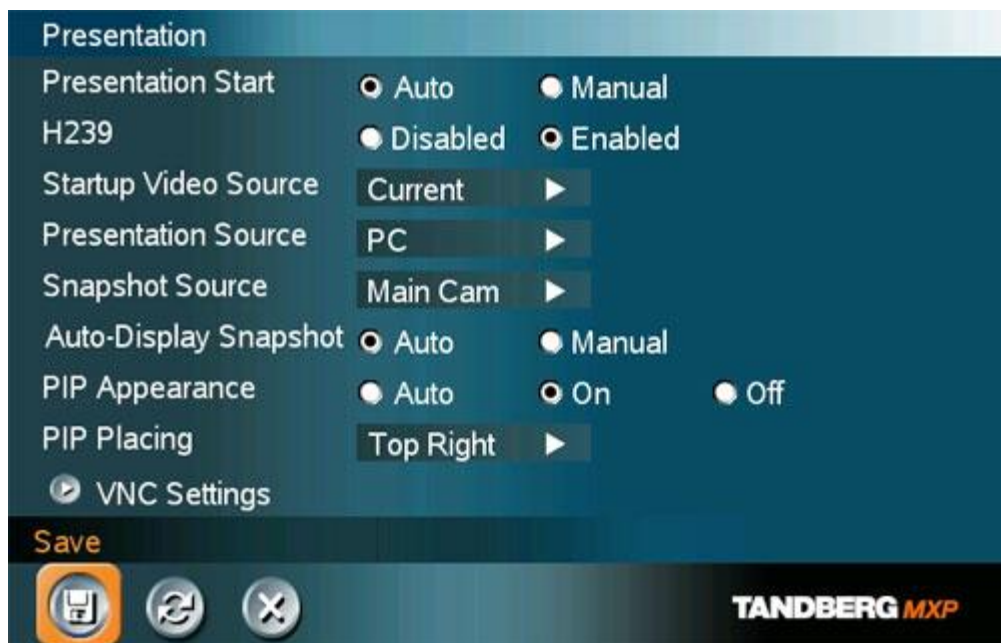 Presentation
Presentation Start Auto Manual
H239 Disabled Enabled
Startup Video Source Current
Presentation Source PC
Snapshot Source Main Cam
Auto-Display Snapshot Auto Manual
PIP Appearance Auto On Off
PIP Placing Top Right
VNC Settings
Save
TANDBERG MXP